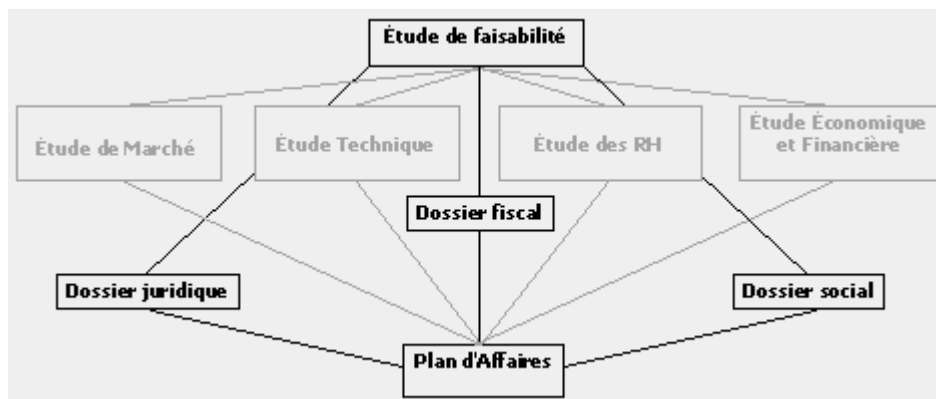 Étude de faisabilité
Étude de Marché
Étude Technique
Étude des RH
Étude Économique
et Financière
Dossier fiscal
Dossier juridique
Dossier social
Plan d'Affaires